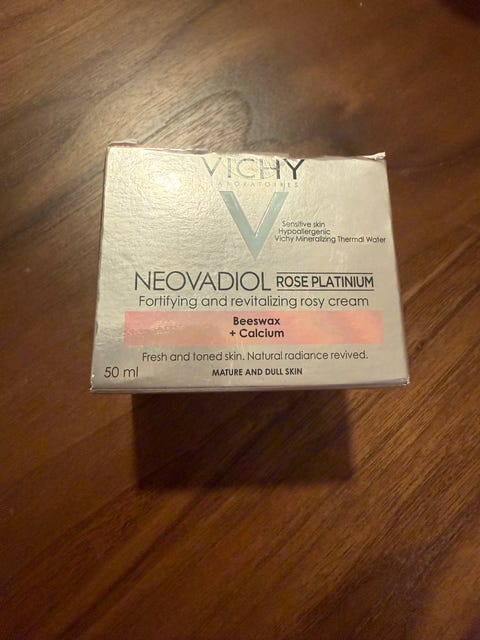 VICHY
LABORATOIRES
Sensitive skin
Hypoallergenic
Vichy Mineralizing Thermal Water
NEOVADIOL ROSE PLATINIUM
Fortifying and revitalizing rosy cream
Beeswax
+ Calcium
Fresh and toned skin. Natural radiance revived.
50 ml
MATURE AND DULL SKIN